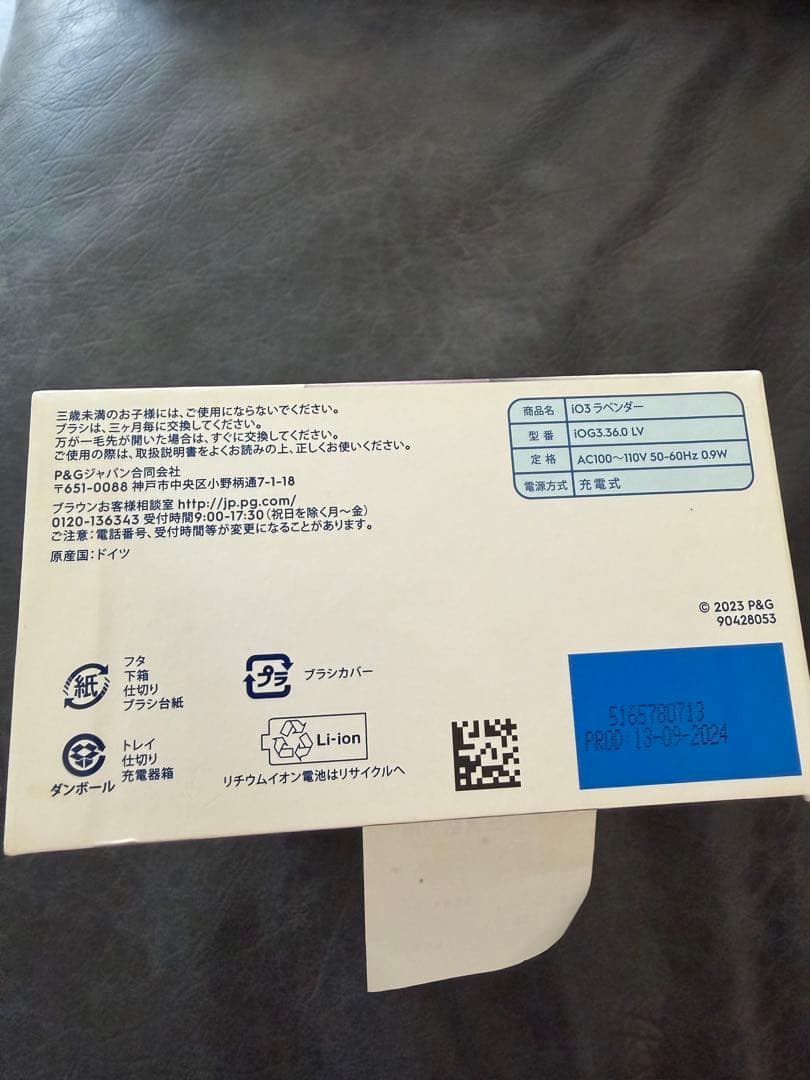 三歳未満のお子様には、ご使用にならないでください。
ブラシは、三ヶ月毎に交換してください。
万が一毛先が開いた場合は、すぐに交換してください。
ご使用の際は、取扱説明書をよくお読みの上、正しくお使いください。
P&Gジャパン合同会社
〒651-0088 神戸市中央区小野柄通7-1-18
ブラウンお客様相談室 http://jp.pg.com/
0120-136343 受付時間9:00-17:30(祝日を除く月〜金)
ご注意:電話番号、受付時間等が変更になることがあります。
原産国:ドイツ
商品名 iO3 ラベンダー
型番 iOG3.36.0 LV
定格 AC100〜110V 50-60Hz 0.9W
電源方式 充電式
© 2023 P&G
90428053
紙
フタ
下箱
仕切り
ブラシ台紙
プラ
ブラシカバー
ダンボール
トレイ
仕切り
充電器箱
Li-ion
リチウムイオン電池はリサイクルへ
5165780713
PROD:13-09-2024